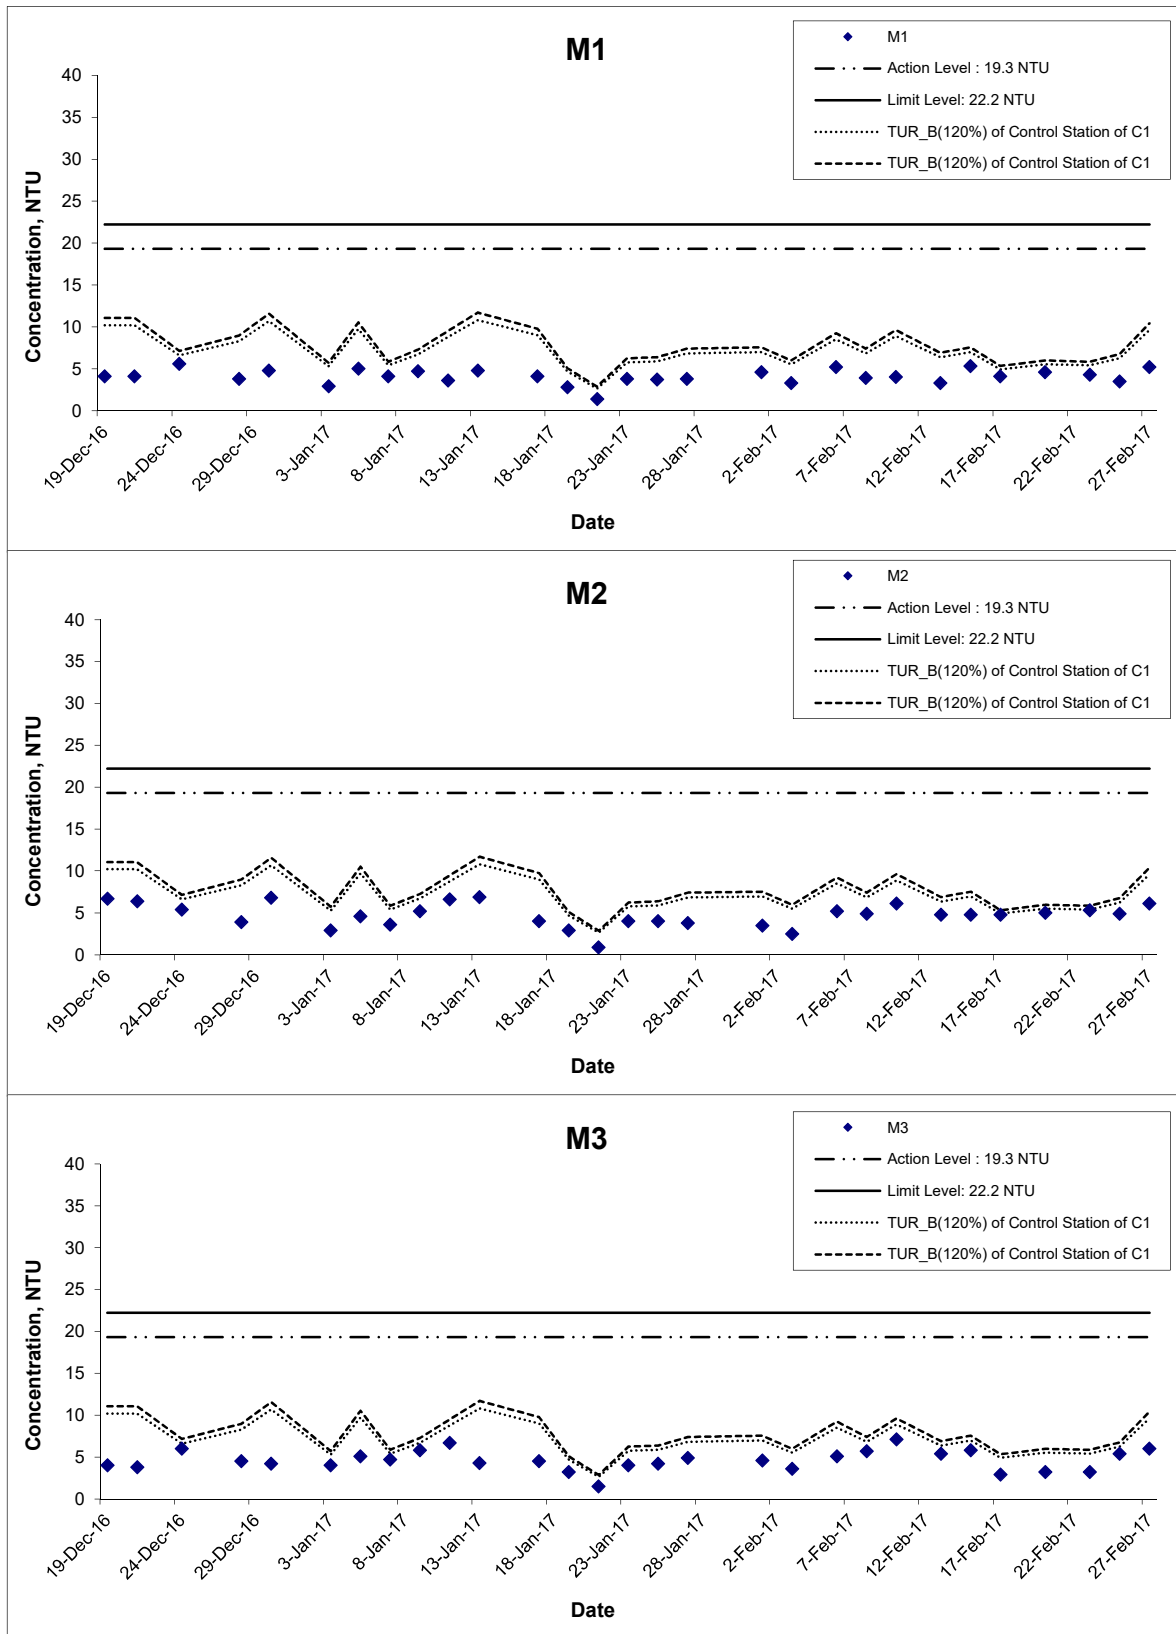 M1
M1
Action Level : 19.3 NTU
Limit Level: 22.2 NTU
TUR_B(120%) of Control Station of C1
TUR_B(120%) of Control Station of C1
Concentration, NTU
40
35
30
25
20
15
10
5
0
19-Dec-16
24-Dec-16
29-Dec-16
3-Jan-17
8-Jan-17
13-Jan-17
18-Jan-17
23-Jan-17
28-Jan-17
2-Feb-17
7-Feb-17
12-Feb-17
17-Feb-17
22-Feb-17
27-Feb-17
Date
M2
M2
Action Level : 19.3 NTU
Limit Level: 22.2 NTU
TUR_B(120%) of Control Station of C1
TUR_B(120%) of Control Station of C1
Concentration, NTU
40
35
30
25
20
15
10
5
0
19-Dec-16
24-Dec-16
29-Dec-16
3-Jan-17
8-Jan-17
13-Jan-17
18-Jan-17
23-Jan-17
28-Jan-17
2-Feb-17
7-Feb-17
12-Feb-17
17-Feb-17
22-Feb-17
27-Feb-17
Date
M3
M3
Action Level : 19.3 NTU
Limit Level: 22.2 NTU
TUR_B(120%) of Control Station of C1
TUR_B(120%) of Control Station of C1
Concentration, NTU
40
35
30
25
20
15
10
5
0
19-Dec-16
24-Dec-16
29-Dec-16
3-Jan-17
8-Jan-17
13-Jan-17
18-Jan-17
23-Jan-17
28-Jan-17
2-Feb-17
7-Feb-17
12-Feb-17
17-Feb-17
22-Feb-17
27-Feb-17
Date